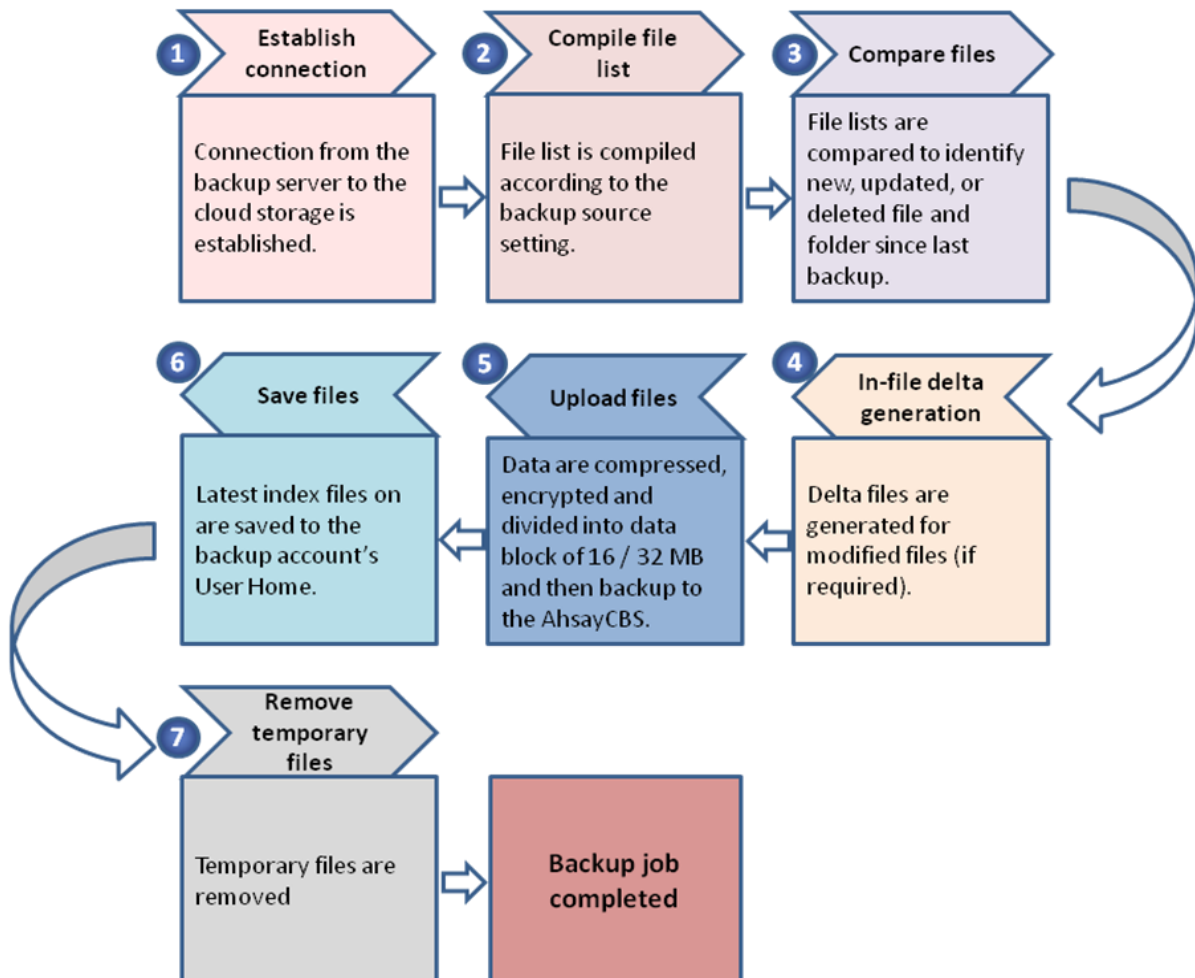 1
Establish
connection
Connection from the
backup server to the
cloud storage is
established.
2
Compile file
list
File list is compiled
according to the
backup source
setting.
3
Compare files
File lists are
compared to identify
new, updated, or
deleted file and
folder since last
backup.
4
In-file delta
generation
Delta files are
generated for
modified files (if
required).
5
Upload files
Data are compressed,
encrypted and
divided into data
block of 16 / 32 MB
and then backup to
the AhsayCBS.
6
Save files
Latest index files on
are saved to the
backup account's
User Home.
7
Remove
temporary
files
Temporary files are
removed
Backup job
completed